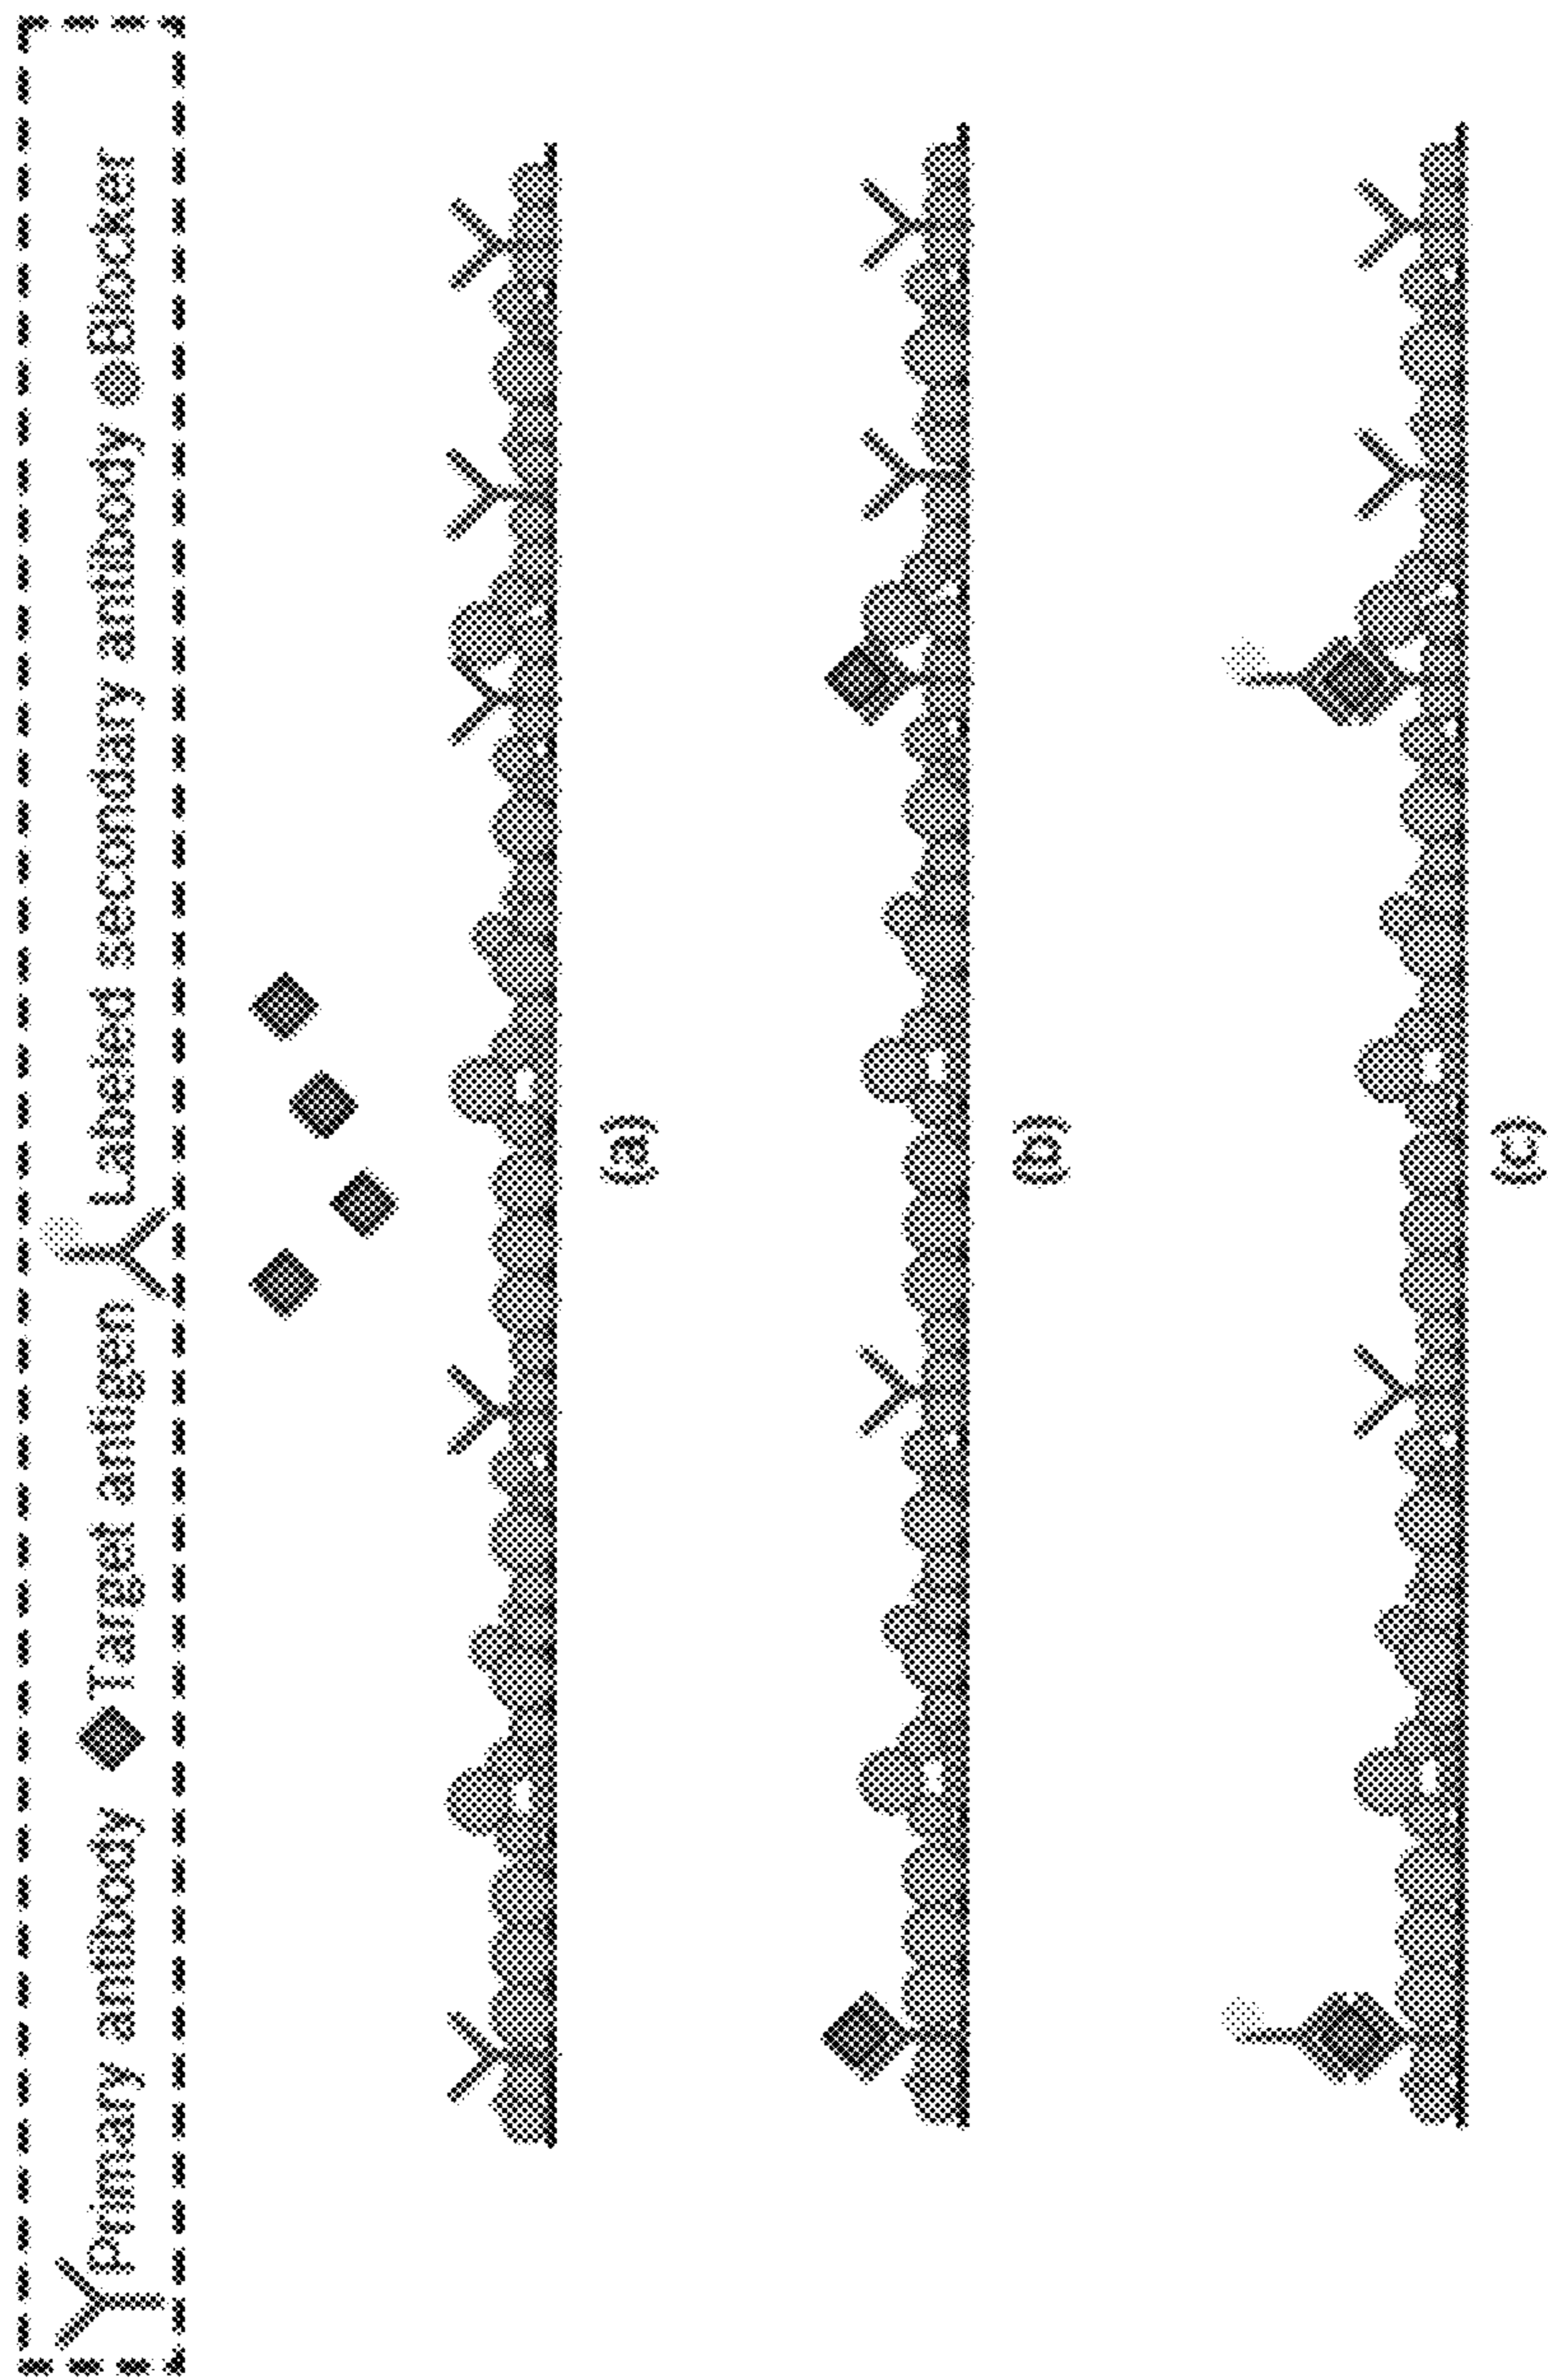 Primary antibody Target antigen Labeled secondary antibody Blocker
(a)
(b)
(c)